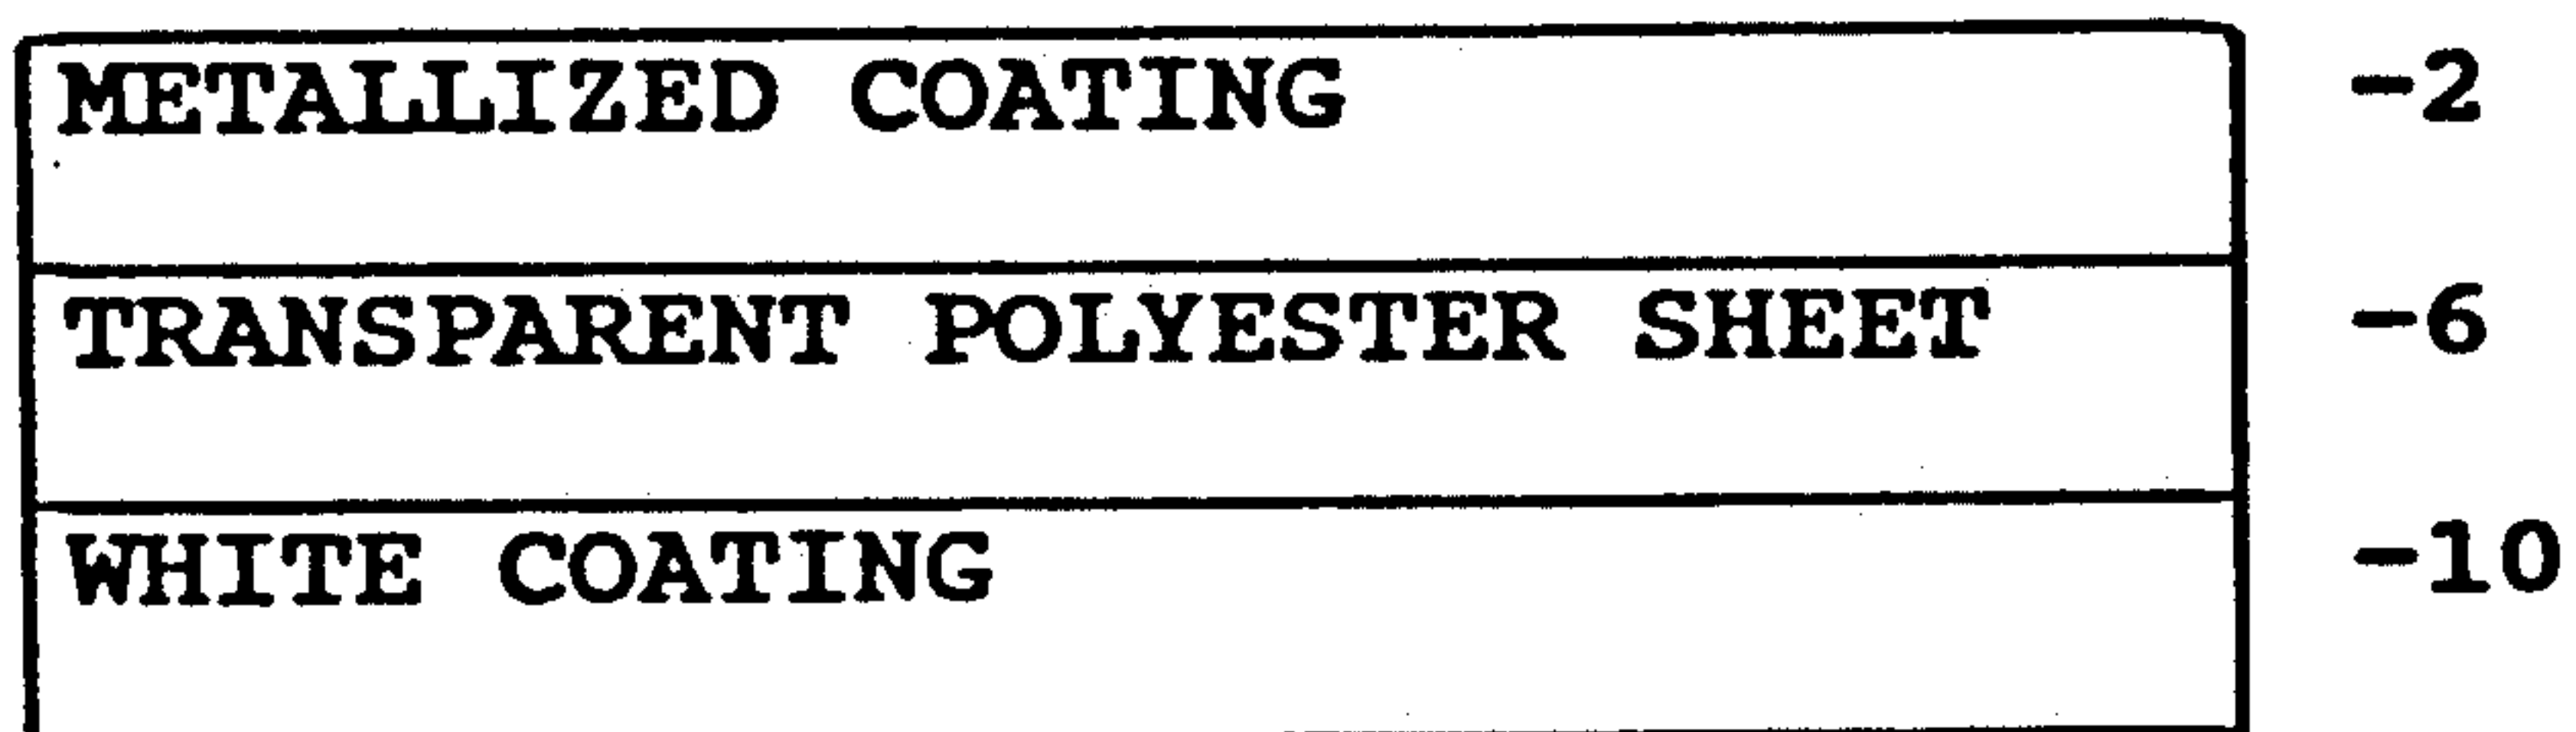 METALLIZED COATING -2
TRANSPARENT POLYESTER SHEET -6
WHITE COATING -10